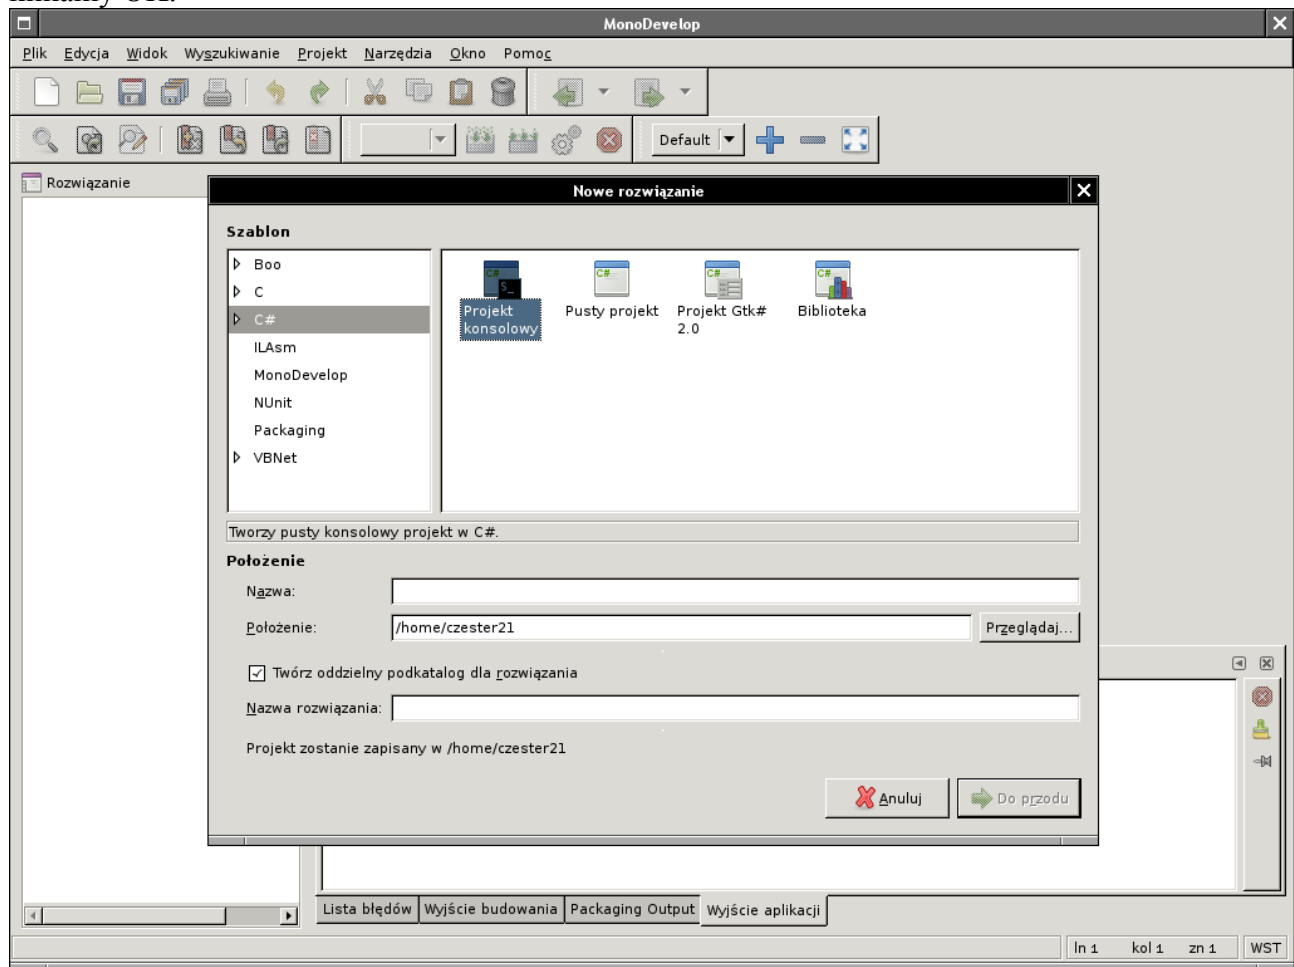 MonoDevelop
Plik Edycja Widok Wyszukiwanie Projekt Narzędzia Okno Pomoc
Default
Rozwiązanie
Nowe rozwiązanie
Szablon
Boo
C
C#
ILAsm
MonoDevelop
NUnit
Packaging
VBNet
Projekt
konsolowy
Pusty projekt
Projekt Gtk#
2.0
Biblioteka
Tworzy pusty konsolowy projekt w C#.
Położenie
Nazwa:
Położenie: /home/czester21 Przeglądaj...
Twórz oddzielny podkatalog dla rozwiązania
Nazwa rozwiązania:
Projekt zostanie zapisany w /home/czester21
Anuluj Do przodu
Lista błędów Wyjście budowania Packaging Output Wyjście aplikacji
ln 1 kol 1 zn 1 WST